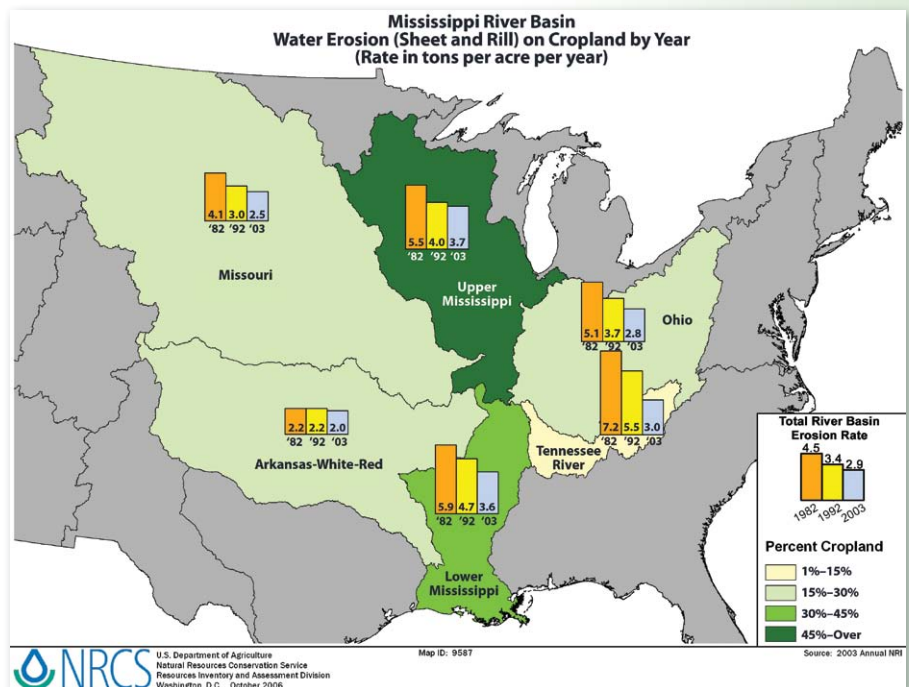 Mississippi River Basin
Water Erosion (Sheet and Rill) on Cropland by Year
(Rate in tons per acre per year)
4.1 3.0 2.5
'82 '92 '03
Missouri
5.5 4.0 3.7
'82 '92 '03
Upper
Mississippi
5.1 3.7 2.8
'82 '92 '03
Ohio
7.2 5.5 3.0
'82 '92 '03
Tennessee
River
2.2 2.2 2.0
'82 '92 '03
Arkansas-White-Red
5.9 4.7 3.6
'82 '92 '03
Lower
Mississippi
Total River Basin
Erosion Rate
4.5 3.4 2.9
1982 1992 2003
Percent Cropland
1%–15%
15%–30%
30%–45%
45%–Over
NRCS
U.S. Department of Agriculture
Natural Resources Conservation Service
Resources Inventory and Assessment Division
Washington, D.C. October 2006
Map ID: 9587
Source: 2003 Annual NRI